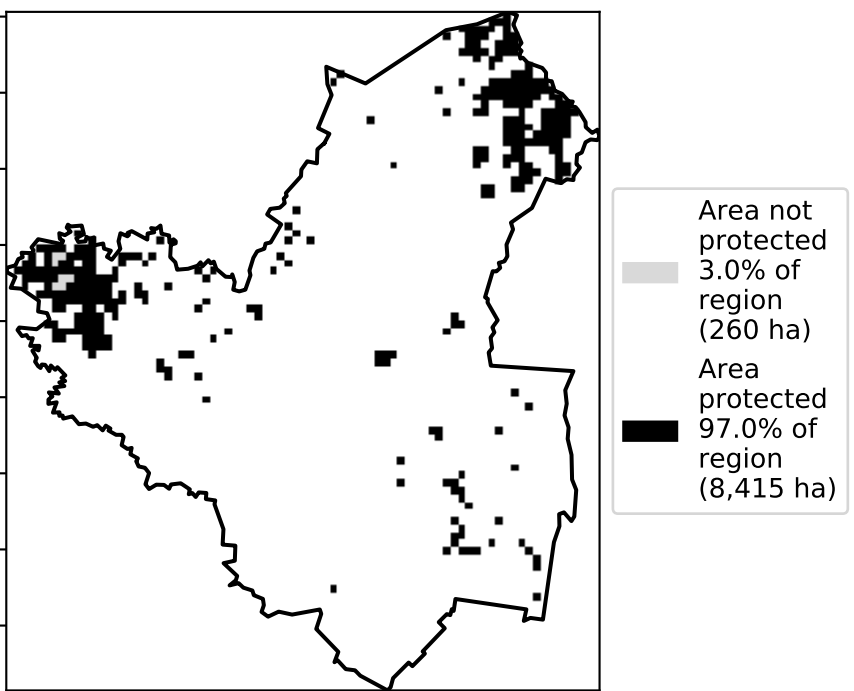 Area not
protected
3.0% of
region
(260 ha)
Area
protected
97.0% of
region
(8,415 ha)